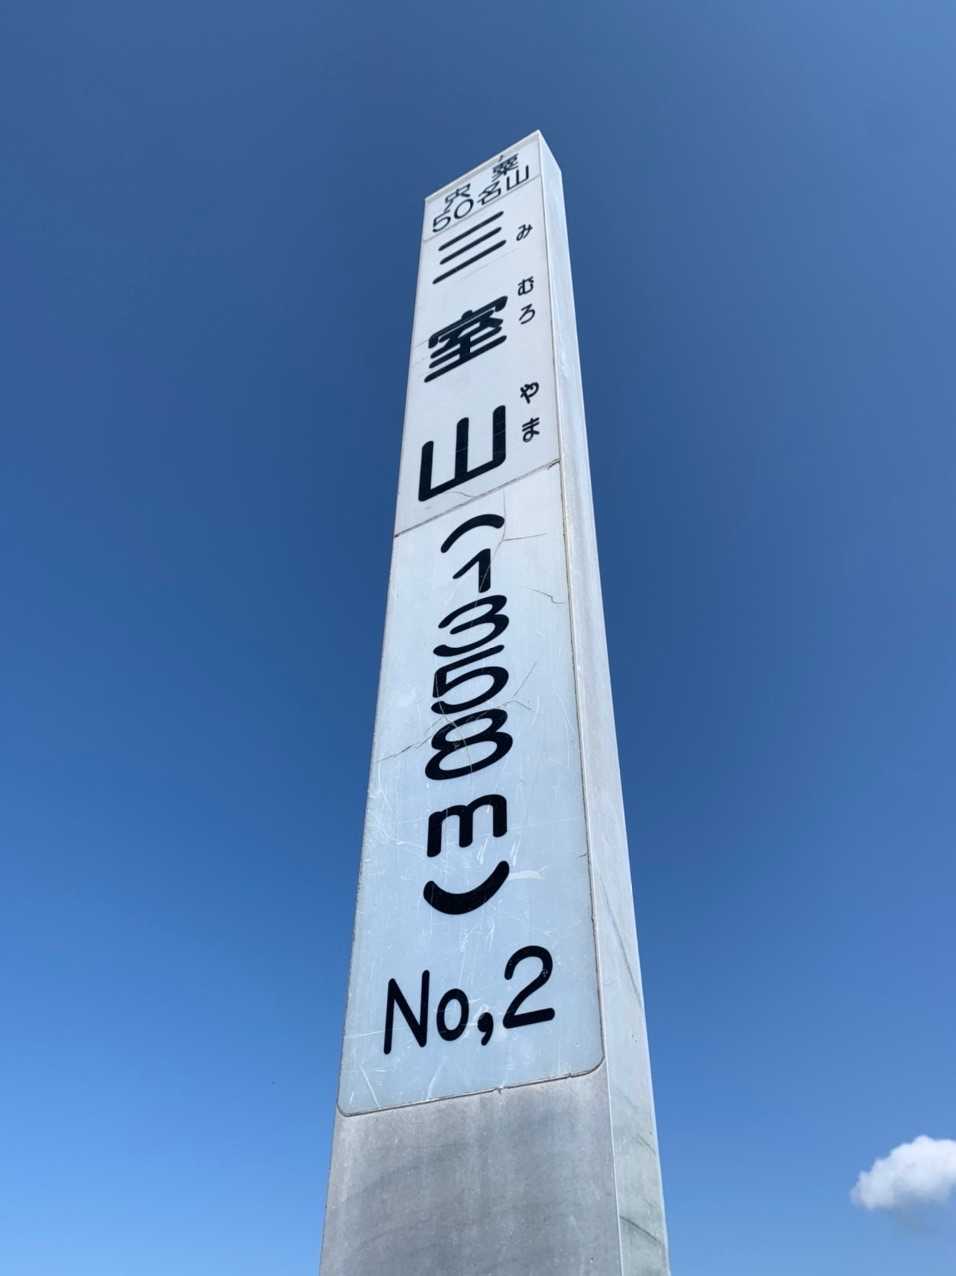 宍粟
50名山
三室山
みむろやま
(1358m)
No,2